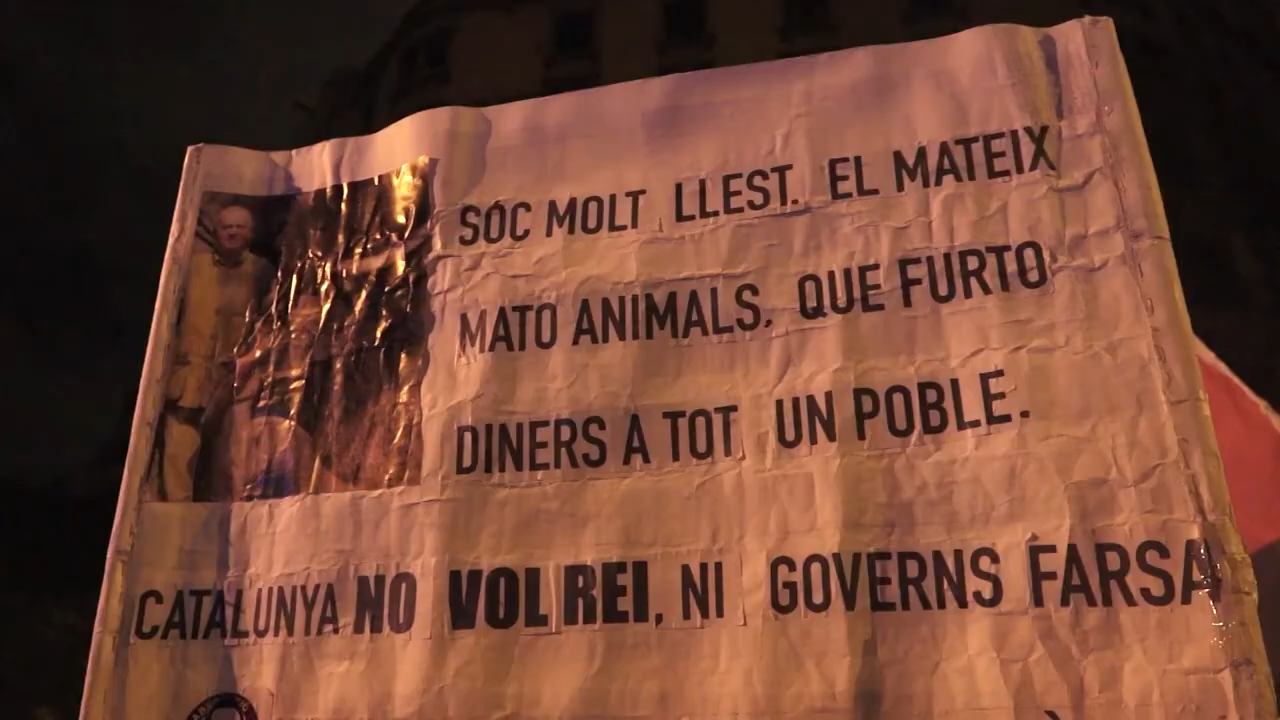 SÓC MOLT LLEST. EL MATEIX
MATO ANIMALS, QUE FURTO
DINERS A TOT UN POBLE.
CATALUNYA NO VOL REI, NI GOVERNS FARSA